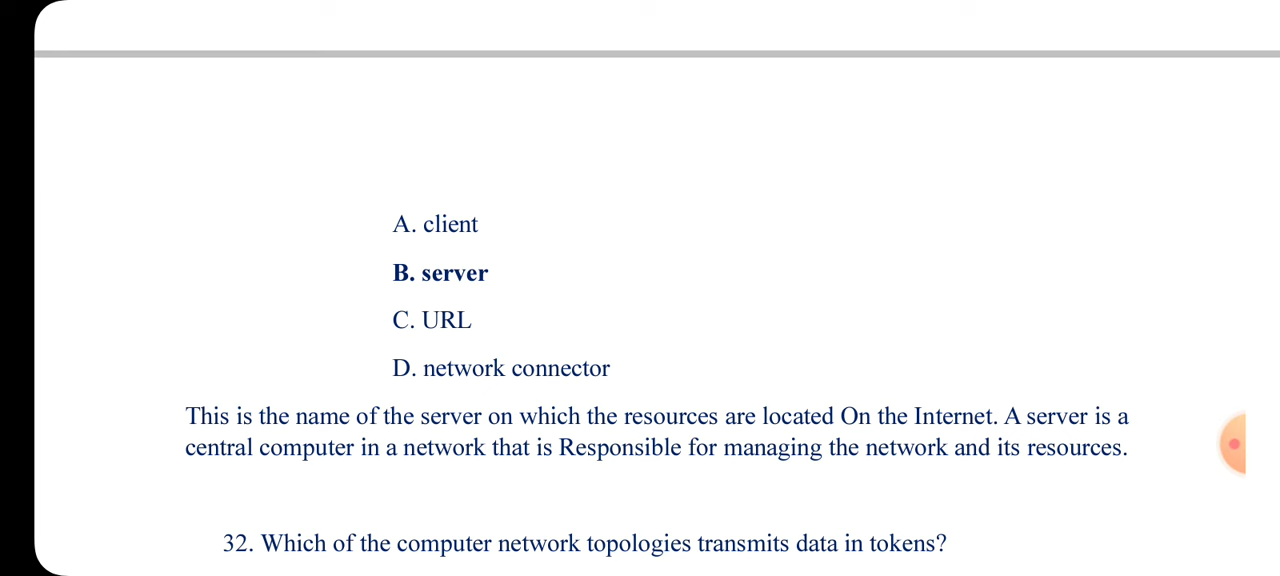 A. client
B. server
C. URL
D. network connector
This is the name of the server on which the resources are located On the Internet. A server is a
central computer in a network that is Responsible for managing the network and its resources.
32. Which of the computer network topologies transmits data in tokens?